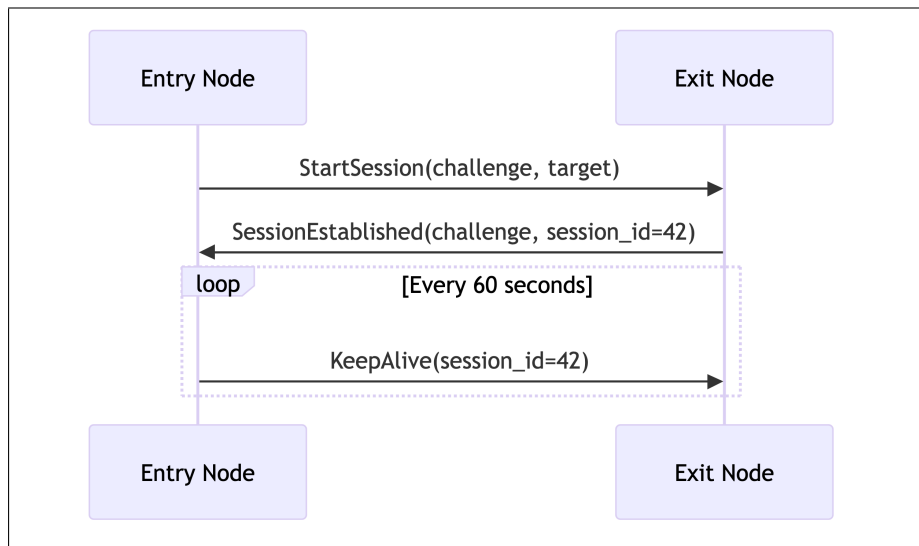 Entry Node
Exit Node
StartSession(challenge, target)
SessionEstablished(challenge, session_id=42)
loop
[Every 60 seconds]
KeepAlive(session_id=42)
Entry Node
Exit Node